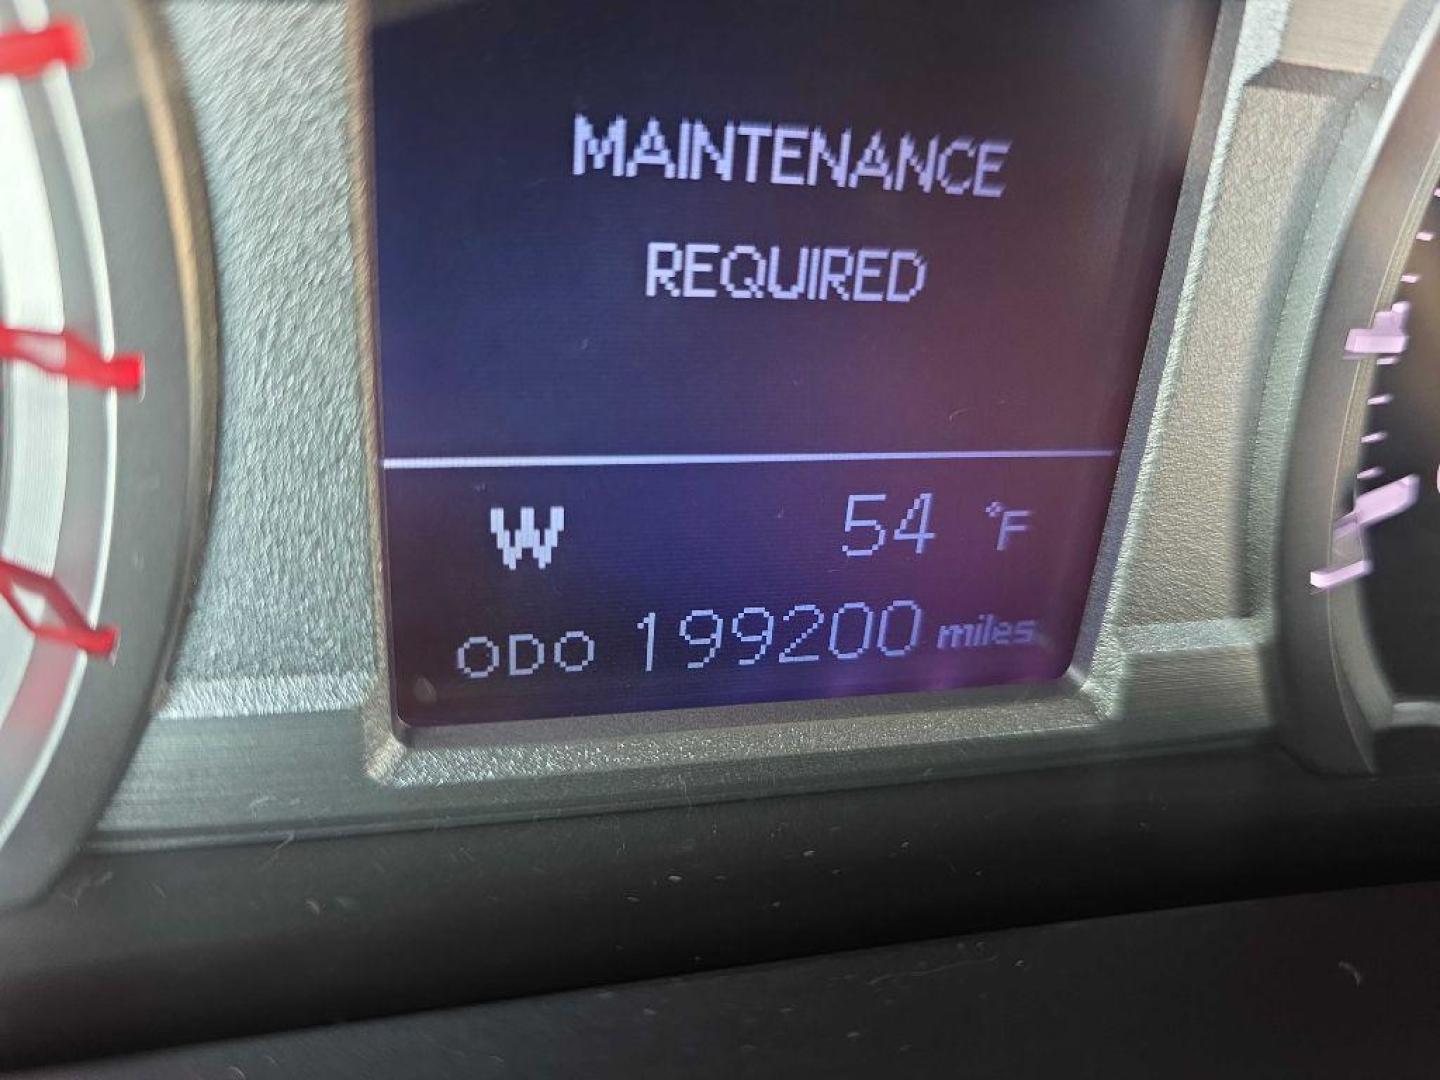 MAINTENANCE
REQUIRED
W 54 °F
ODO 199200 miles